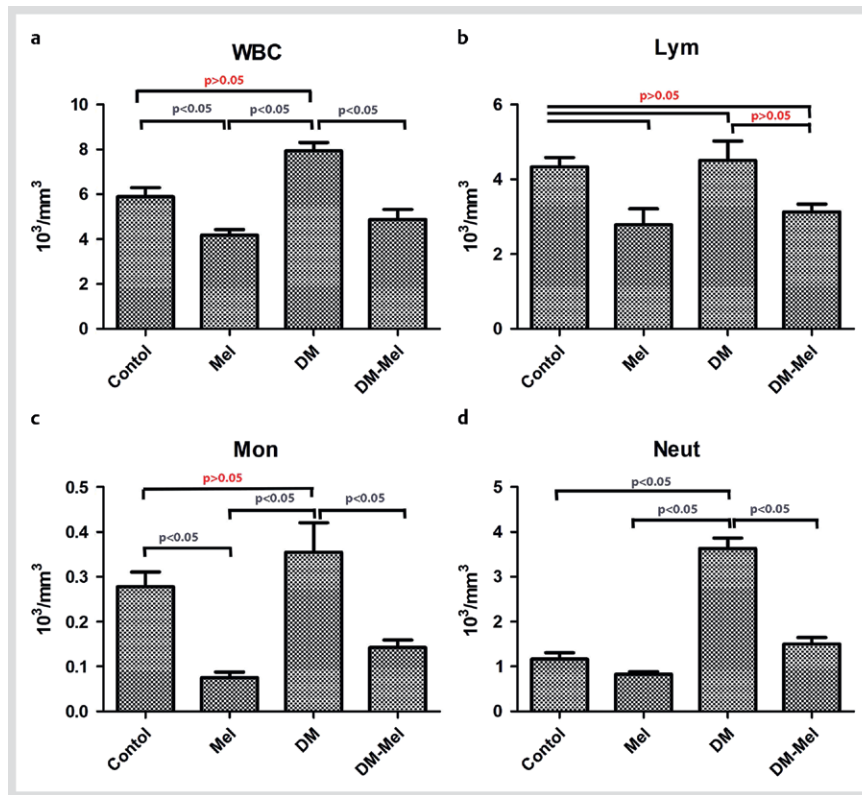 a
WBC
p>0.05
p<0.05 p<0.05 p<0.05
10
8
6
4
2
0
10³/mm³
Contol Mel DM DM-Mel
b
Lym
p>0.05
p>0.05
6
4
2
0
10³/mm³
Contol Mel DM DM-Mel
c
Mon
p>0.05
p<0.05 p<0.05
p<0.05
0.5
0.4
0.3
0.2
0.1
0.0
10³/mm³
Contol Mel DM DM-Mel
d
Neut
p<0.05
p<0.05 p<0.05
5
4
3
2
1
0
10³/mm³
Contol Mel DM DM-Mel